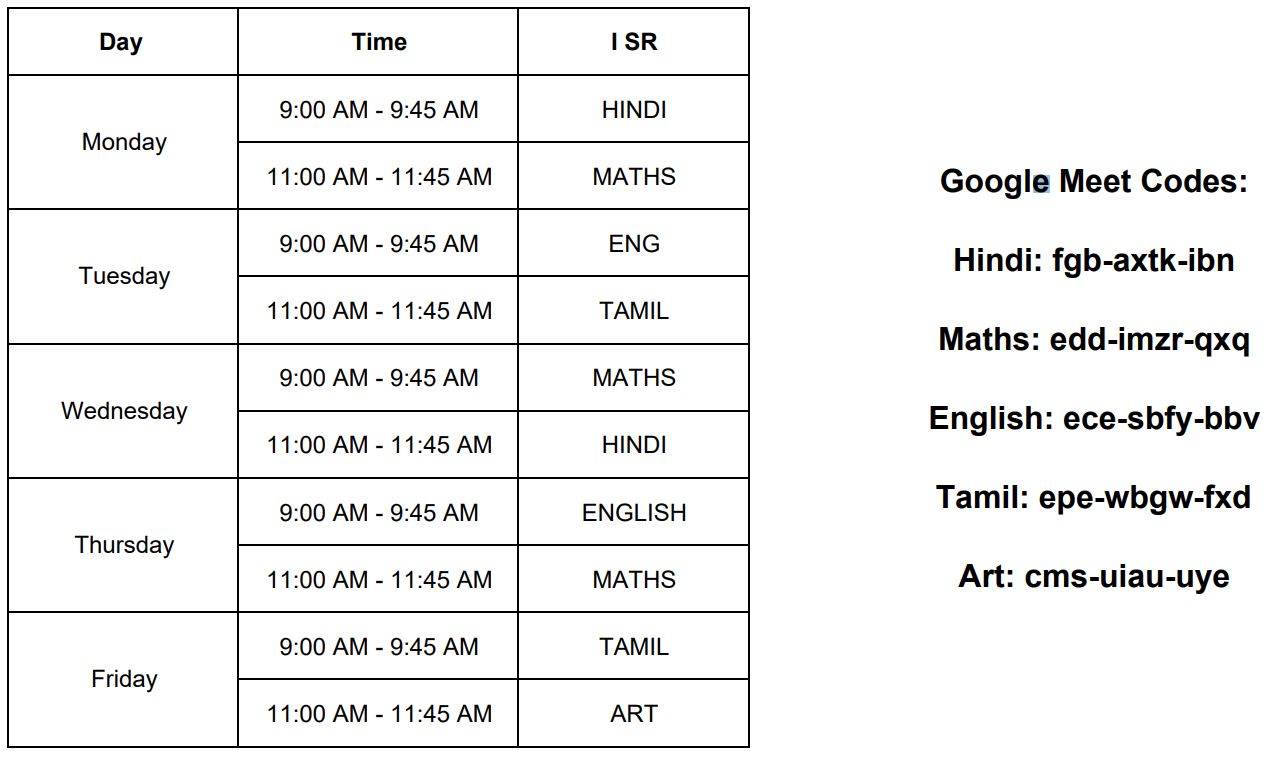 Day Time I SR
Monday
9:00 AM - 9:45 AM HINDI
11:00 AM - 11:45 AM MATHS
Tuesday
9:00 AM - 9:45 AM ENG
11:00 AM - 11:45 AM TAMIL
Wednesday
9:00 AM - 9:45 AM MATHS
11:00 AM - 11:45 AM HINDI
Thursday
9:00 AM - 9:45 AM ENGLISH
11:00 AM - 11:45 AM MATHS
Friday
9:00 AM - 9:45 AM TAMIL
11:00 AM - 11:45 AM ART
Google Meet Codes:
Hindi: fgb-axtk-ibn
Maths: edd-imzr-qxq
English: ece-sbfy-bbv
Tamil: epe-wbgw-fxd
Art: cms-uiau-uye